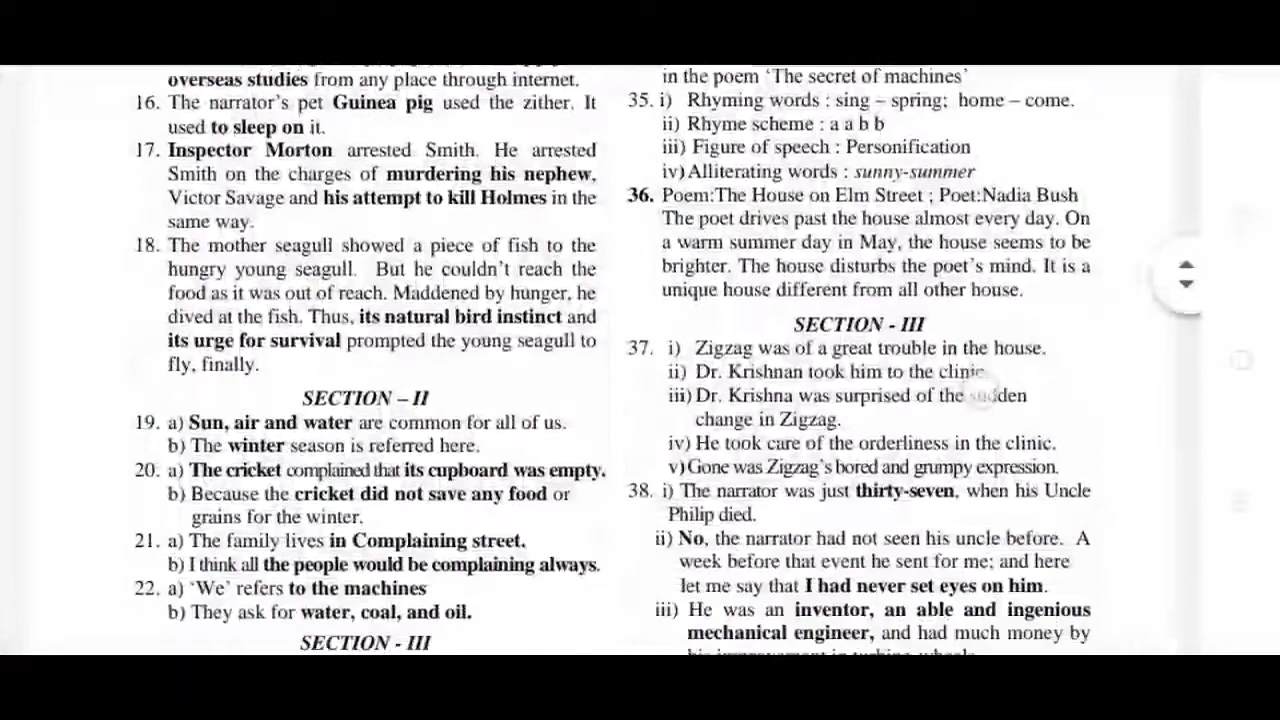 overseas studies from any place through internet.
16. The narrator's pet Guinea pig used the zither. It
used to sleep on it.
17. Inspector Morton arrested Smith. He arrested
Smith on the charges of murdering his nephew,
Victor Savage and his attempt to kill Holmes in the
same way.
18. The mother seagull showed a piece of fish to the
hungry young seagull. But he couldn't reach the
food as it was out of reach. Maddened by hunger, he
dived at the fish. Thus, its natural bird instinct and
its urge for survival prompted the young seagull to
fly, finally.
SECTION – II
19. a) Sun, air and water are common for all of us.
b) The winter season is referred here.
20. a) The cricket complained that its cupboard was empty.
b) Because the cricket did not save any food or
grains for the winter.
21. a) The family lives in Complaining street.
b) I think all the people would be complaining always.
22. a) 'We' refers to the machines
b) They ask for water, coal, and oil.
SECTION - III
in the poem 'The secret of machines'
35. i) Rhyming words : sing – spring; home – come.
ii) Rhyme scheme : a a b b
iii) Figure of speech : Personification
iv) Alliterating words : sunny-summer
36. Poem:The House on Elm Street ; Poet:Nadia Bush
The poet drives past the house almost every day. On
a warm summer day in May, the house seems to be
brighter. The house disturbs the poet's mind. It is a
unique house different from all other house.
SECTION - III
37. i) Zigzag was of a great trouble in the house.
ii) Dr. Krishnan took him to the clinic
iii) Dr. Krishna was surprised of the sudden
change in Zigzag.
iv) He took care of the orderliness in the clinic.
v) Gone was Zigzag's bored and grumpy expression.
38. i) The narrator was just thirty-seven, when his Uncle
Philip died.
ii) No, the narrator had not seen his uncle before. A
week before that event he sent for me; and here
let me say that I had never set eyes on him.
iii) He was an inventor, an able and ingenious
mechanical engineer, and had much money by